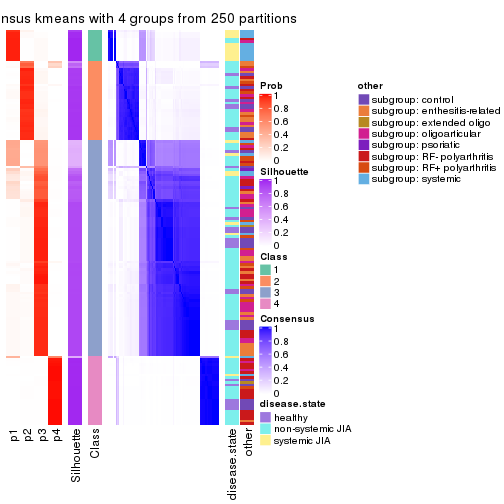 nsus kmeans with 4 groups from 250 partitions
Prob
1
0.8
0.6
0.4
0.2
0
Silhouette
1
0.8
0.6
0.4
0.2
0
Class
1
2
3
4
Consensus
1
0.8
0.6
0.4
0.2
0
disease.state
healthy
non-systemic JIA
systemic JIA
other
subgroup: control
subgroup: enthesitis-related
subgroup: extended oligo
subgroup: oligoarticular
subgroup: psoriatic
subgroup: RF- polyarthritis
subgroup: RF+ polyarthritis
subgroup: systemic
p1
p2
p3
p4
Silhouette
Class
disease.state
other